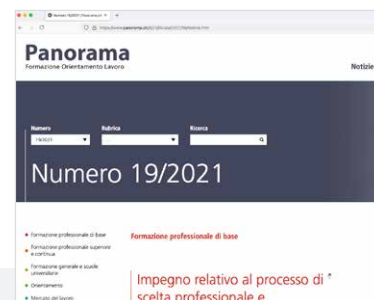 Panorama
Formazione Orientamento Lavoro
Notizie
Numero
Rubrica
Ricerca
19/2021
Numero 19/2021
Formazione professionale di base
Formazione professionale superiore
e continua
Formazione generale e scuole
universitarie
Orientamento
Mercato del lavoro
Formazione professionale di base
Impegno relativo al processo di
scelta professionale e